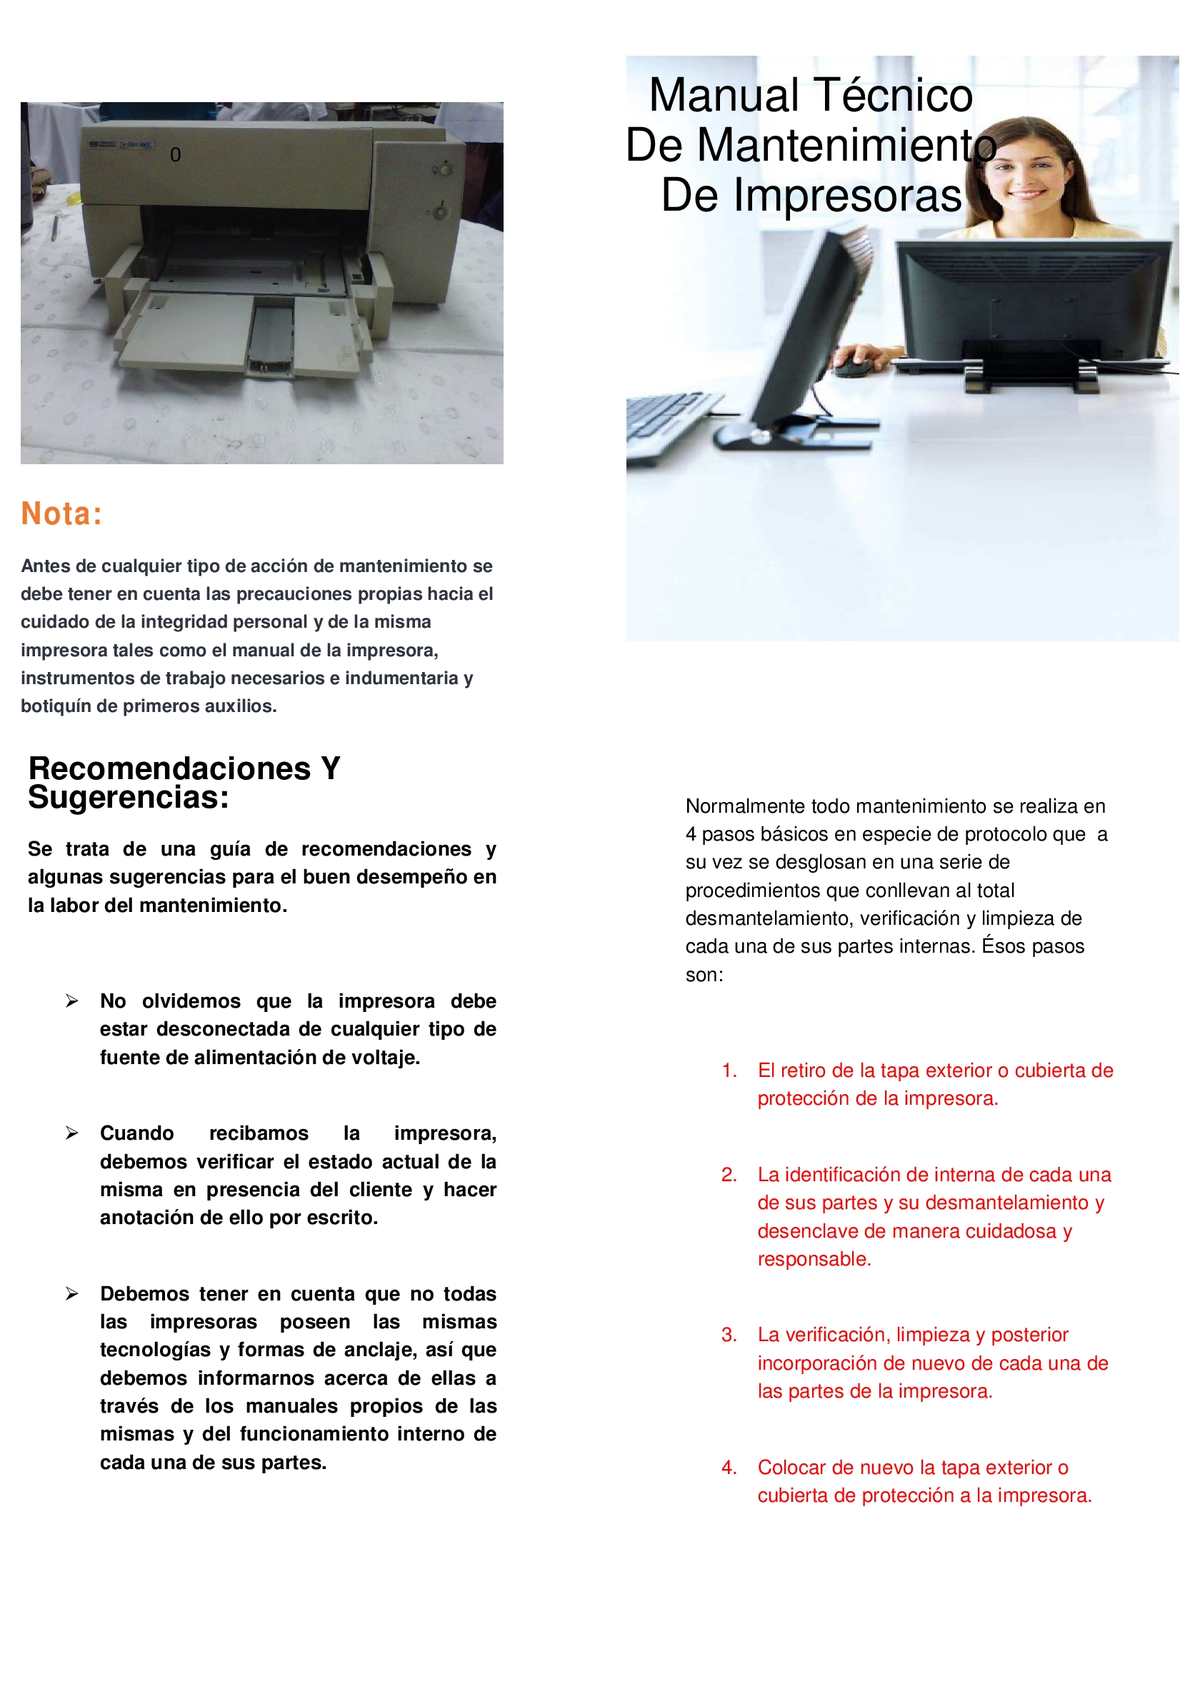 0
Nota:
Antes de cualquier tipo de acción de mantenimiento se
debe tener en cuenta las precauciones propias hacia el
cuidado de la integridad personal y de la misma
impresora tales como el manual de la impresora,
instrumentos de trabajo necesarios e indumentaria y
botiquín de primeros auxilios.
Recomendaciones Y
Sugerencias:
Se trata de una guía de recomendaciones y
algunas sugerencias para el buen desempeño en
la labor del mantenimiento.
➢ No olvidemos que la impresora debe
estar desconectada de cualquier tipo de
fuente de alimentación de voltaje.
➢ Cuando recibamos la impresora,
debemos verificar el estado actual de la
misma en presencia del cliente y hacer
anotación de ello por escrito.
➢ Debemos tener en cuenta que no todas
las impresoras poseen las mismas
tecnologías y formas de anclaje, así que
debemos informarnos acerca de ellas a
través de los manuales propios de las
mismas y del funcionamiento interno de
cada una de sus partes.
Manual Técnico
De Mantenimiento
De Impresoras
Normalmente todo mantenimiento se realiza en
4 pasos básicos en especie de protocolo que a
su vez se desglosan en una serie de
procedimientos que conllevan al total
desmantelamiento, verificación y limpieza de
cada una de sus partes internas. Ésos pasos
son:
1. El retiro de la tapa exterior o cubierta de
protección de la impresora.
2. La identificación de interna de cada una
de sus partes y su desmantelamiento y
desenclave de manera cuidadosa y
responsable.
3. La verificación, limpieza y posterior
incorporación de nuevo de cada una de
las partes de la impresora.
4. Colocar de nuevo la tapa exterior o
cubierta de protección a la impresora.